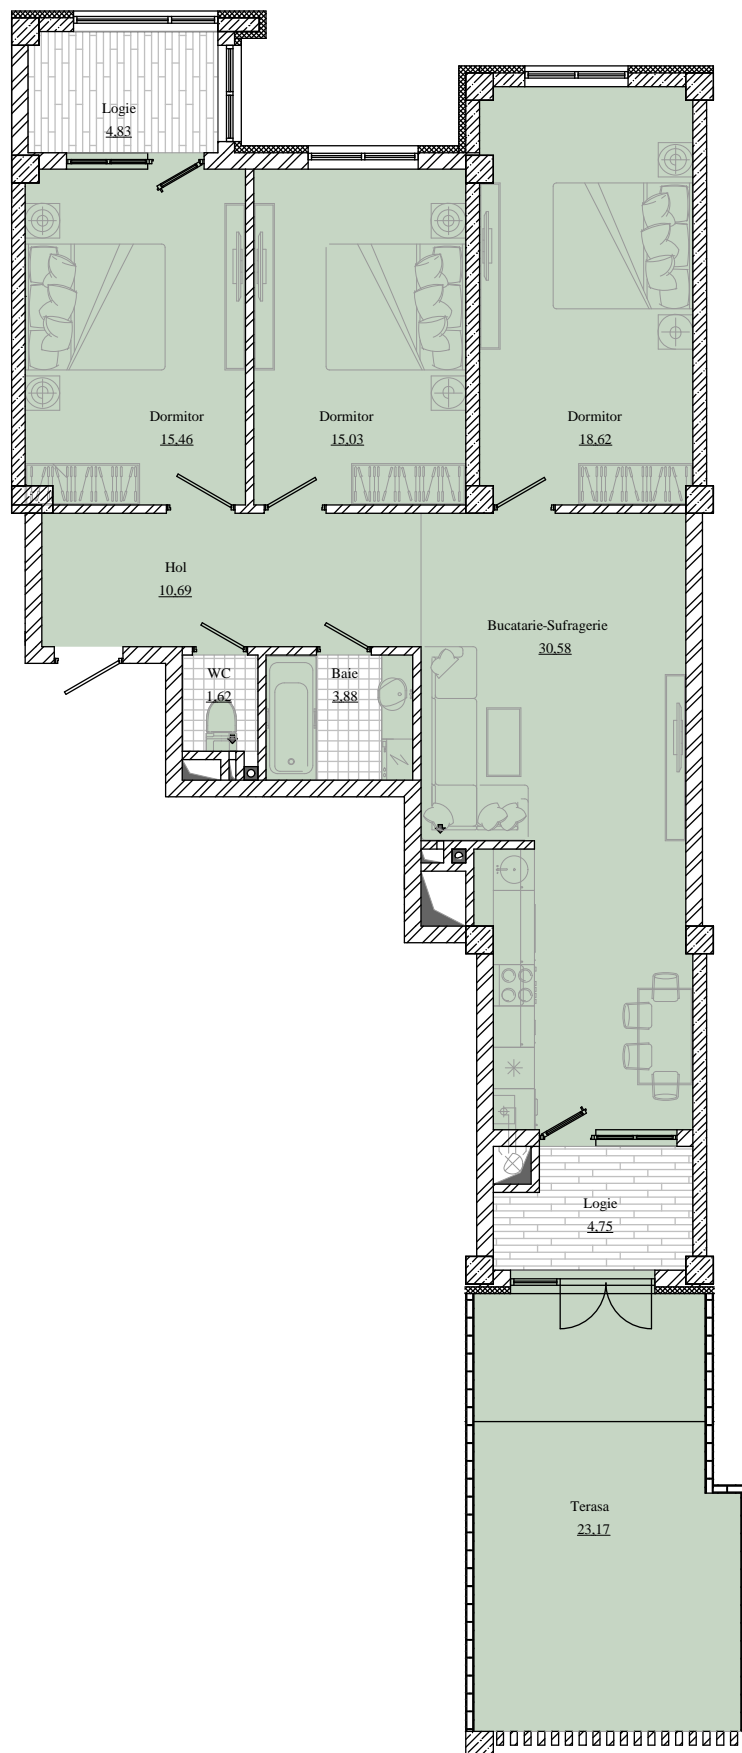 Logie
4,83
Dormitor
15,46
Dormitor
15,03
Dormitor
18,62
Hol
10,69
Bucatarie-Sufragerie
30,58
WC
1,62
Baie
3,88
Logie
4,75
Terasa
23,17